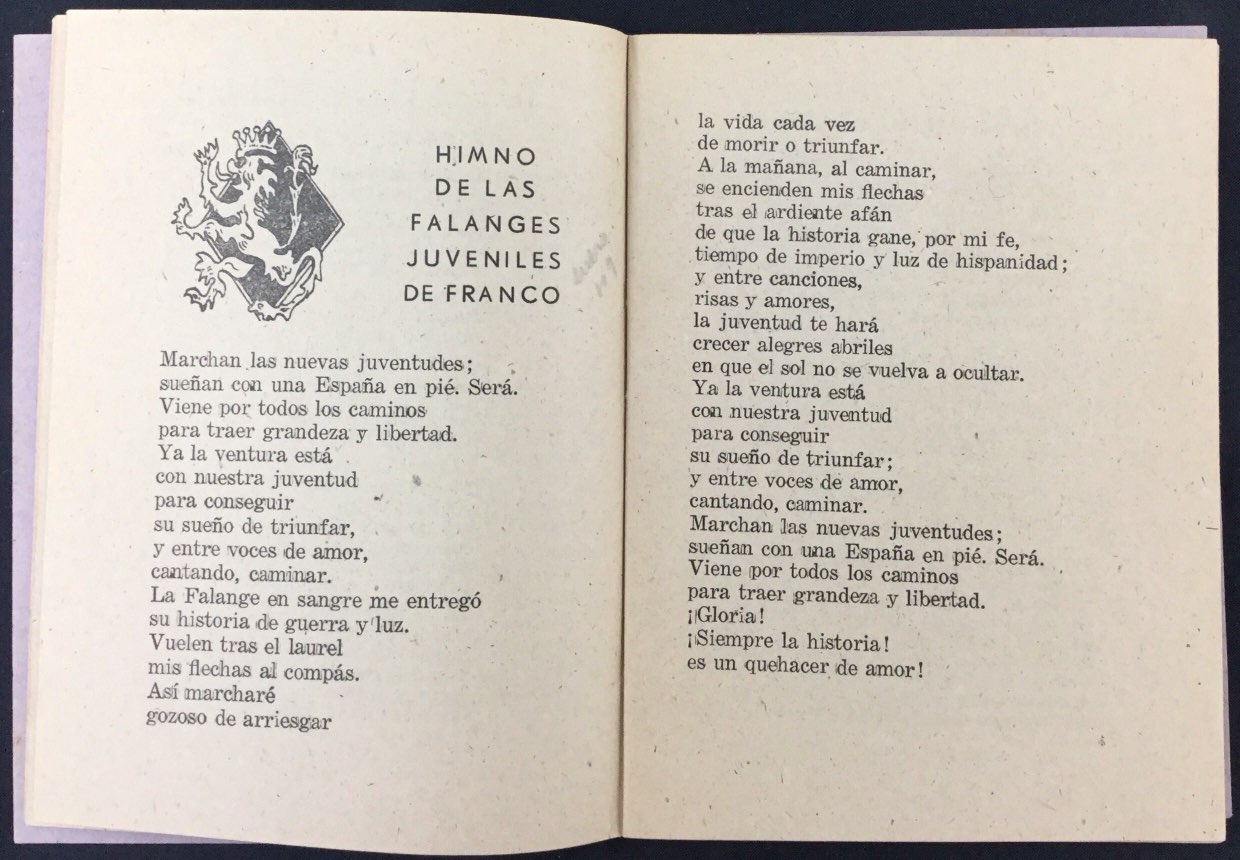 HIMNO
DE LAS
FALANGES
JUVENILES
DE FRANCO
Marchan las nuevas juventudes;
sueñan con una España en pié. Será.
Viene por todos los caminos
para traer grandeza y libertad.
Ya la ventura está
con nuestra juventud
para conseguir
su sueño de triunfar,
y entre voces de amor,
cantando, caminar.
La Falange en sangre me entregó
su historia de guerra y luz.
Vuelen tras el laurel
mis flechas al compás.
Así marcharé
gozoso de arriesgar
la vida cada vez
de morir o triunfar.
A la mañana, al caminar,
se encienden mis flechas
tras el ardiente afán
de que la historia gane, por mi fe,
tiempo de imperio y luz de hispanidad;
y entre canciones,
risas y amores,
la juventud te hará
crecer alegres abriles
en que el sol no se vuelva a ocultar.
Ya la ventura está
con nuestra juventud
para conseguir
su sueño de triunfar;
y entre voces de amor,
cantando, caminar.
Marchan las nuevas juventudes;
sueñan con una España en pié. Será.
Viene por todos los caminos
para traer grandeza y libertad.
¡Gloria!
¡Siempre la historia!
es un quehacer de amor!